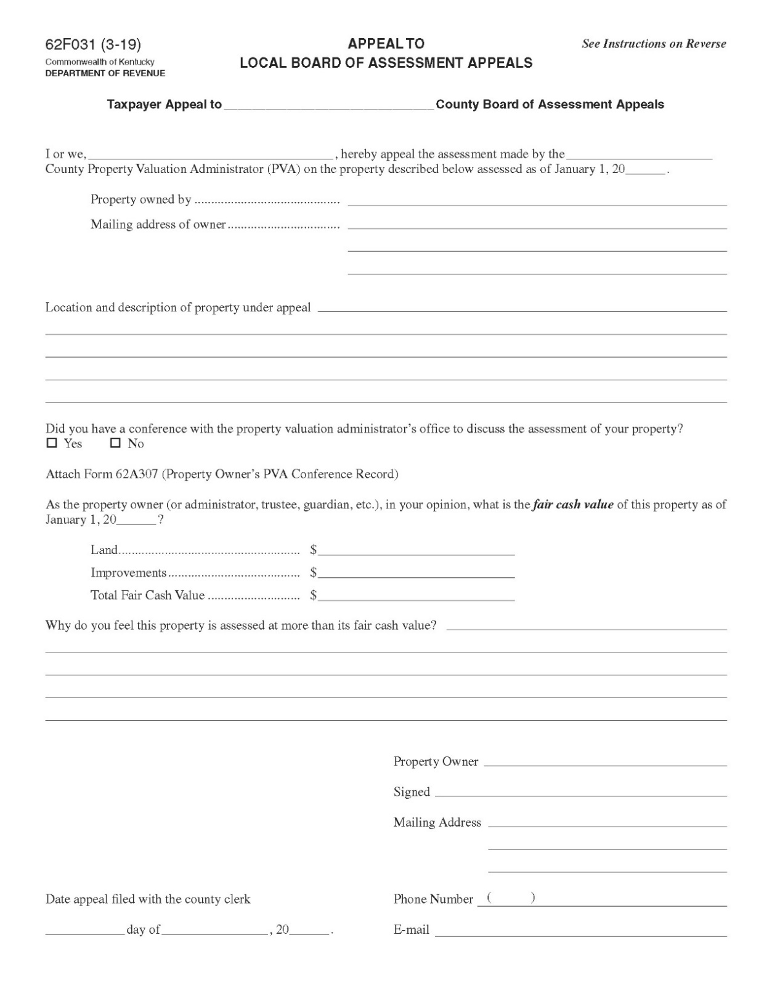 62F031 (3-19)
Commonwealth of Kentucky
DEPARTMENT OF REVENUE
APPEAL TO
LOCAL BOARD OF ASSESSMENT APPEALS
See Instructions on Reverse
Taxpayer Appeal to ______________________________ County Board of Assessment Appeals
I or we, ______________________________________, hereby appeal the assessment made by the ______________________
County Property Valuation Administrator (PVA) on the property described below assessed as of January 1, 20______.
Property owned by ............................................ 
Mailing address of owner ..................................
Location and description of property under appeal
Did you have a conference with the property valuation administrator’s office to discuss the assessment of your property?
☐ Yes ☐ No
Attach Form 62A307 (Property Owner’s PVA Conference Record)
As the property owner (or administrator, trustee, guardian, etc.), in your opinion, what is the fair cash value of this property as of
January 1, 20______?
Land....................................................... $______________________________
Improvements........................................ $______________________________
Total Fair Cash Value ............................ $______________________________
Why do you feel this property is assessed at more than its fair cash value?
Property Owner
Signed
Mailing Address
Date appeal filed with the county clerk
Phone Number ( )
____________ day of ________________, 20______.
E-mail